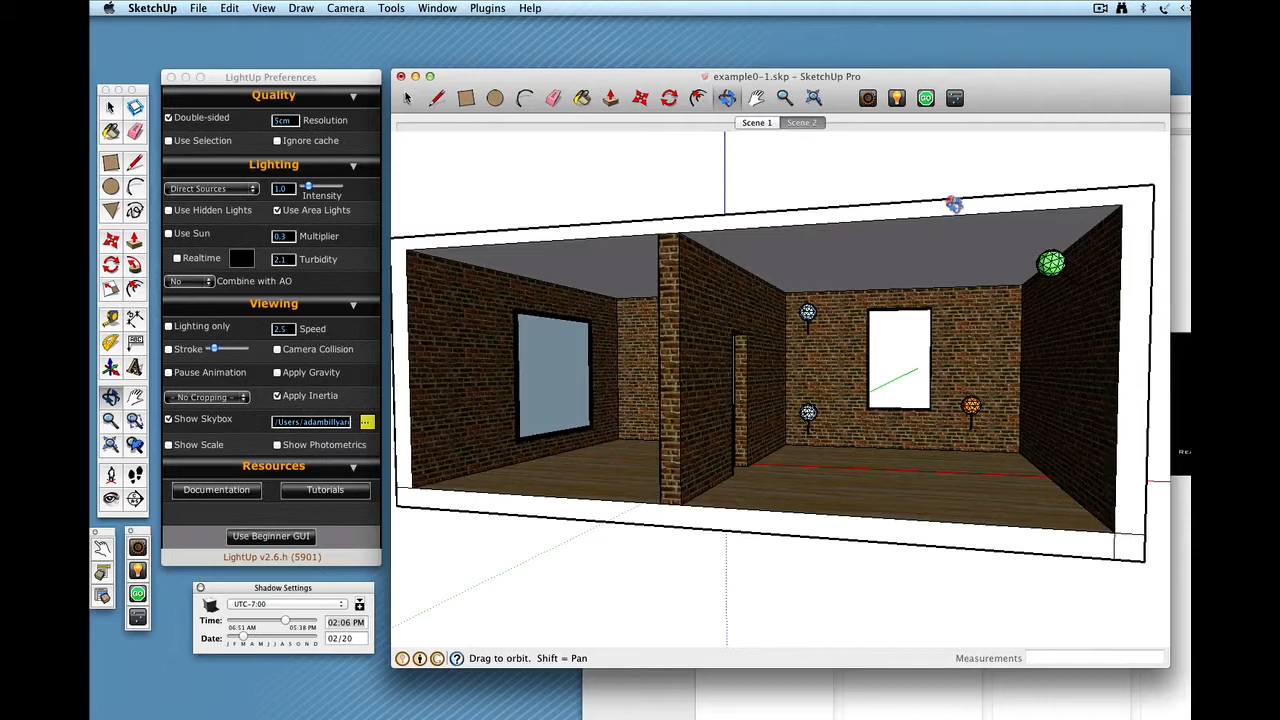 SketchUp File Edit View Draw Camera Tools Window Plugins Help
LightUp Preferences
Quality
Double-sided 5cm Resolution
Use Selection Ignore cache
Lighting
Direct Sources 1.0 Intensity
Use Hidden Lights Use Area Lights
Use Sun 0.3 Multiplier
Realtime 2.1 Turbidity
No Combine with AO
Viewing
Lighting only 2.5 Speed
Stroke Camera Collision
Pause Animation Apply Gravity
- No Cropping - Apply Inertia
Show Skybox /Users/adambillyar ...
Show Scale Show Photometrics
Resources
Documentation Tutorials
Use Beginner GUI
LightUp v2.6.h (5901)
Shadow Settings
UTC-7:00
Time: 06:51 AM 05:38 PM 02:06 PM
Date: J F M A M J J A S O N D 02/20
example0-1.skp - SketchUp Pro
GO
Scene 1 Scene 2
Drag to orbit. Shift = Pan Measurements
ABC
GO